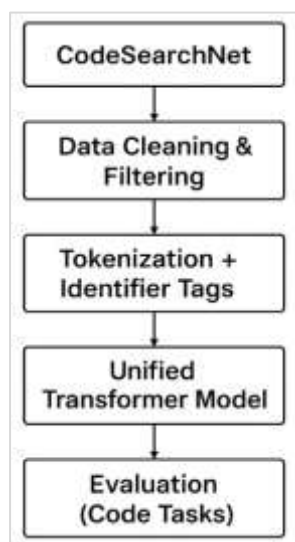 CodeSearchNet
Data Cleaning &
Filtering
Tokenization +
Identifier Tags
Unified
Transformer Model
Evaluation
(Code Tasks)